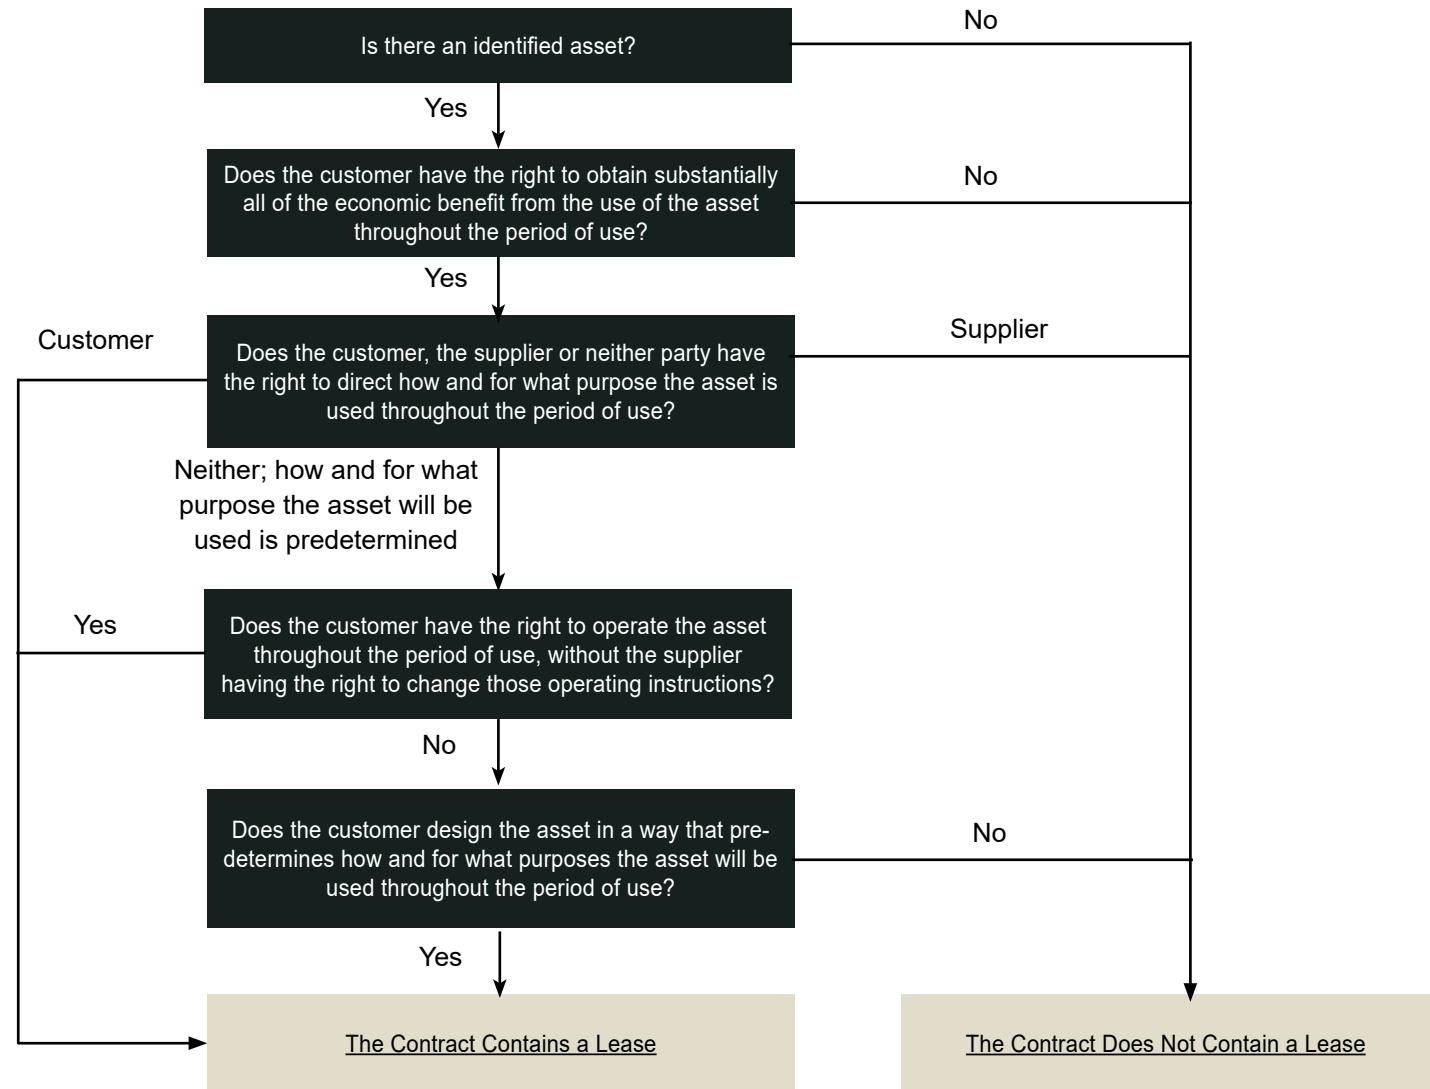 No
Is there an identified asset?
Yes
Does the customer have the right to obtain substantially
all of the economic benefit from the use of the asset
throughout the period of use?
No
Yes
Customer
Does the customer, the supplier or neither party have
the right to direct how and for what purpose the asset is
used throughout the period of use?
Supplier
Neither; how and for what
purpose the asset will be
used is predetermined
Yes
Does the customer have the right to operate the asset
throughout the period of use, without the supplier
having the right to change those operating instructions?
No
Does the customer design the asset in a way that pre-
determines how and for what purposes the asset will be
used throughout the period of use?
No
Yes
The Contract Contains a Lease
The Contract Does Not Contain a Lease